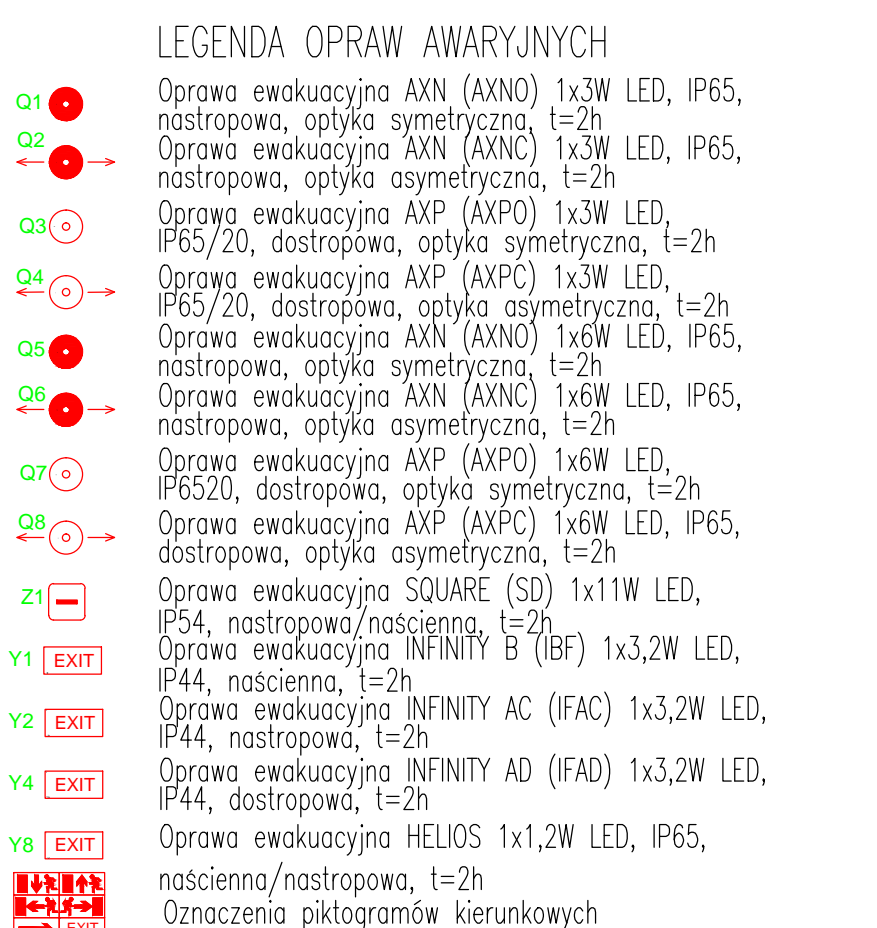 LEGENDA OPRAW AWARYJNYCH
Q1
Oprawa ewakuacyjna AXN (AXNO) 1x3W LED, IP65,
nastropowa, optyka symetryczna, t=2h
Q2
Oprawa ewakuacyjna AXN (AXNC) 1x3W LED, IP65,
nastropowa, optyka asymetryczna, t=2h
Q3
Oprawa ewakuacyjna AXP (AXPO) 1x3W LED,
IP65/20, dostropowa, optyka symetryczna, t=2h
Q4
Oprawa ewakuacyjna AXP (AXPC) 1x3W LED,
IP65/20, dostropowa, optyka asymetryczna, t=2h
Q5
Oprawa ewakuacyjna AXN (AXNO) 1x6W LED, IP65,
nastropowa, optyka symetryczna, t=2h
Q6
Oprawa ewakuacyjna AXN (AXNC) 1x6W LED, IP65,
nastropowa, optyka asymetryczna, t=2h
Q7
Oprawa ewakuacyjna AXP (AXPO) 1x6W LED,
IP6520, dostropowa, optyka symetryczna, t=2h
Q8
Oprawa ewakuacyjna AXP (AXPC) 1x6W LED, IP65,
dostropowa, optyka asymetryczna, t=2h
Z1
Oprawa ewakuacyjna SQUARE (SD) 1x11W LED,
IP54, nastropowa/naścienna, t=2h
Y1 EXIT
Oprawa ewakuacyjna INFINITY B (IBF) 1x3,2W LED,
IP44, naścienna, t=2h
Y2 EXIT
Oprawa ewakuacyjna INFINITY AC (IFAC) 1x3,2W LED,
IP44, nastropowa, t=2h
Y4 EXIT
Oprawa ewakuacyjna INFINITY AD (IFAD) 1x3,2W LED,
IP44, dostropowa, t=2h
Y8 EXIT
Oprawa ewakuacyjna HELIOS 1x1,2W LED, IP65,
naścienna/nastropowa, t=2h
Oznaczenia piktogramów kierunkowych
EXIT